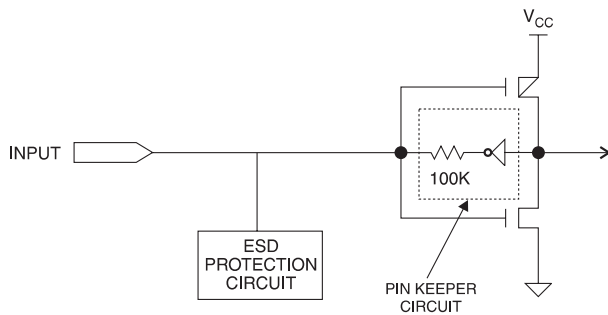 V_CC
INPUT
100K
ESD
PROTECTION
CIRCUIT
PIN KEEPER
CIRCUIT